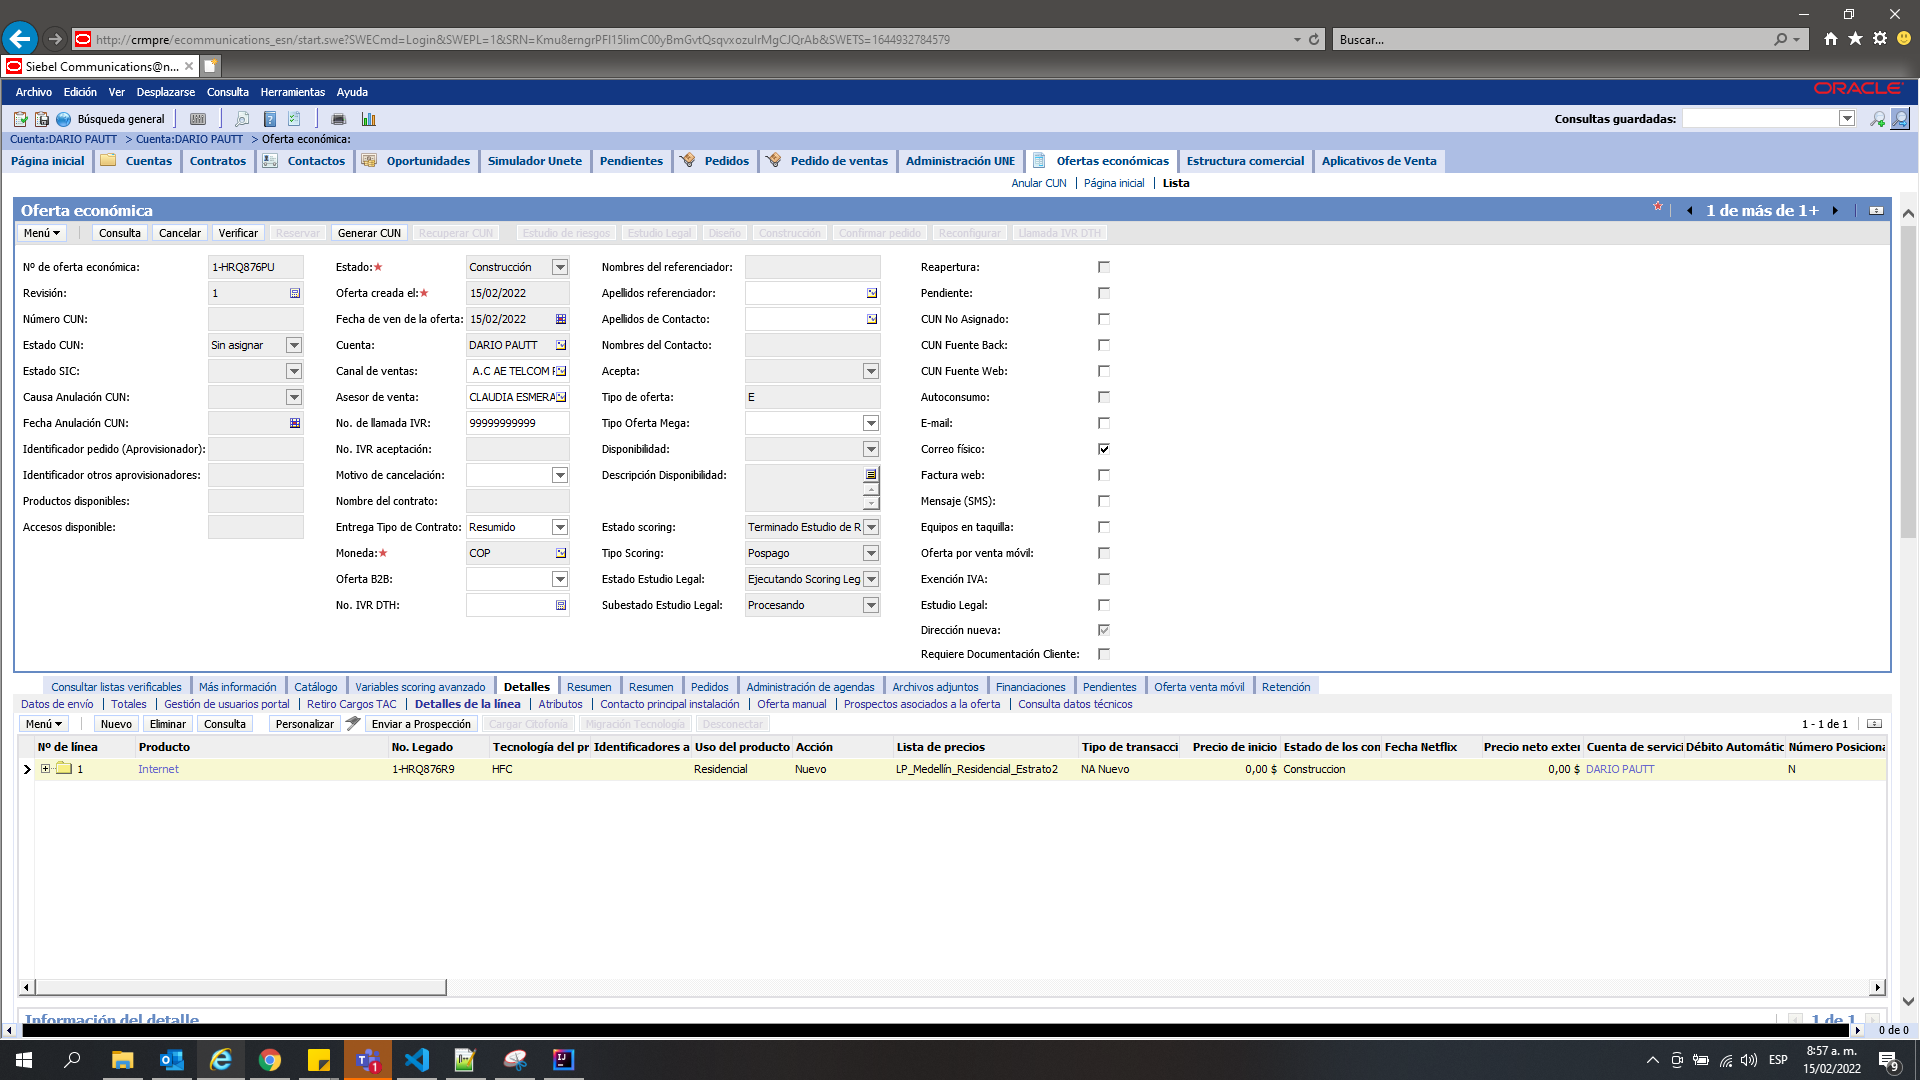 http://crmpre/ecommunications_esn/start.swe?SWECmd=Login&SWEPL=1&SRN=Kmu8erngrPFI15limC00yBmGvtQsqvxozulrMgCJQrAb&SWETS=1644932784579
Buscar...
Siebel Communications@n...
Archivo Edición Ver Desplazarse Consulta Herramientas Ayuda
ORACLE
Búsqueda general
Consultas guardadas:
Cuenta:DARIO PAUTT > Cuenta:DARIO PAUTT > Oferta económica:
Página inicial Cuentas Contratos Contactos Oportunidades Simulador Unete Pendientes Pedidos Pedido de ventas Administración UNE Ofertas económicas Estructura comercial Aplicativos de Venta
Anular CUN | Página inicial | Lista
Oferta económica
1 de más de 1+
Menú Consulta Cancelar Verificar Reservar Generar CUN Recuperar CUN Estudio de riesgos Estudio Legal Diseño Construcción Confirmar pedido Reconfigurar Llamada IVR DTH
Nº de oferta económica: 1-HRQ876PU Estado:★ Construcción Nombres del referenciador: Reapertura:
Revisión: 1 Oferta creada el:★ 15/02/2022 Apellidos referenciador: Pendiente:
Número CUN: Fecha de ven de la oferta: 15/02/2022 Apellidos de Contacto: CUN No Asignado:
Estado CUN: Sin asignar Cuenta: DARIO PAUTT Nombres del Contacto: CUN Fuente Back:
Estado SIC: Canal de ventas: A.C AE TELCOM F Acepta: CUN Fuente Web:
Causa Anulación CUN: Asesor de venta: CLAUDIA ESMERA Tipo de oferta: E Autoconsumo:
Fecha Anulación CUN: No. de llamada IVR: 99999999999 Tipo Oferta Mega: E-mail:
Identificador pedido (Aprovisionador): No. IVR aceptación: Disponibilidad: Correo físico:
Identificador otros aprovisionadores: Motivo de cancelación: Descripción Disponibilidad: Factura web:
Productos disponibles: Nombre del contrato: Mensaje (SMS):
Accesos disponible: Entrega Tipo de Contrato: Resumido Estado scoring: Terminado Estudio de R Equipos en taquilla:
Moneda:★ COP Tipo Scoring: Pospago Oferta por venta móvil:
Oferta B2B: Estado Estudio Legal: Ejecutando Scoring Leg Exención IVA:
No. IVR DTH: Subestado Estudio Legal: Procesando Estudio Legal:
Dirección nueva:
Requiere Documentación Cliente:
Consultar listas verificables Más información Catálogo Variables scoring avanzado Detalles Resumen Resumen Pedidos Administración de agendas Archivos adjuntos Financiaciones Pendientes Oferta venta móvil Retención
Datos de envío | Totales | Gestión de usuarios portal | Retiro Cargos TAC | Detalles de la línea | Atributos | Contacto principal instalación | Oferta manual | Prospectos asociados a la oferta | Consulta datos técnicos
Menú Nuevo Eliminar Consulta Personalizar Enviar a Prospección Cargar Citofonía Migración Tecnología Desconectar
1 - 1 de 1
Nº de línea Producto No. Legado Tecnología del pr Identificadores a Uso del producto Acción Lista de precios Tipo de transacci Precio de inicio Estado de los con Fecha Netflix Precio neto exter Cuenta de servici Débito Automátic Número Posiciona
1 Internet 1-HRQ876R9 HFC Residencial Nuevo LP_Medellín_Residencial_Estrato2 NA Nuevo 0,00 $ Construccion 0,00 $ DARIO PAUTT N
Información del detalle
1 de 1
0 de 0
ESP
8:57 a. m.
15/02/2022
1
9